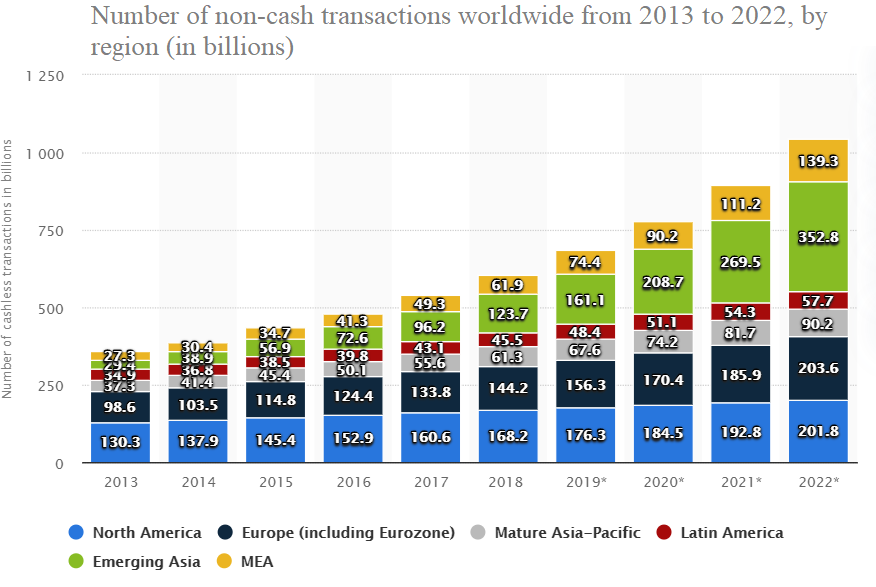 Number of non-cash transactions worldwide from 2013 to 2022, by
region (in billions)
Number of cashless transactions in billions
1 250
1 000
750
500
250
0
27.3 30.4 34.7 41.3 49.3 61.9 74.4 90.2 111.2 139.3
29.4 38.9 56.9 72.6 96.2 123.7 161.1 208.7 269.5 352.8
34.9 36.8 38.5 39.8 43.1 45.5 48.4 51.1 54.3 57.7
37.3 41.4 45.4 50.1 55.6 61.3 67.6 74.2 81.7 90.2
98.6 103.5 114.8 124.4 133.8 144.2 156.3 170.4 185.9 203.6
130.3 137.9 145.4 152.9 160.6 168.2 176.3 184.5 192.8 201.8
2013 2014 2015 2016 2017 2018 2019* 2020* 2021* 2022*
North America Europe (including Eurozone) Mature Asia-Pacific Latin America
Emerging Asia MEA